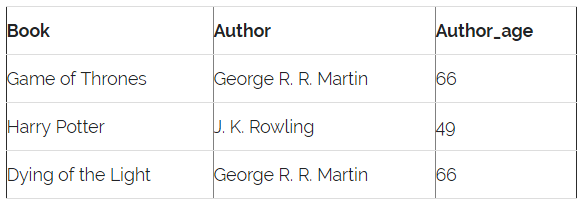 Book Author Author_age
Game of Thrones George R. R. Martin 66
Harry Potter J. K. Rowling 49
Dying of the Light George R. R. Martin 66